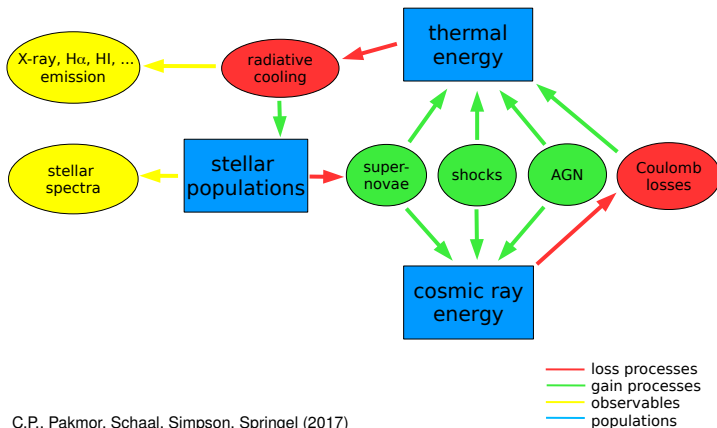 X-ray, Hα, HI, ...
emission
radiative
cooling
thermal
energy
stellar
spectra
stellar
populations
super-
novae
shocks
AGN
Coulomb
losses
cosmic ray
energy
loss processes
gain processes
observables
populations
C.P., Pakmor, Schaal, Simpson, Springel (2017)